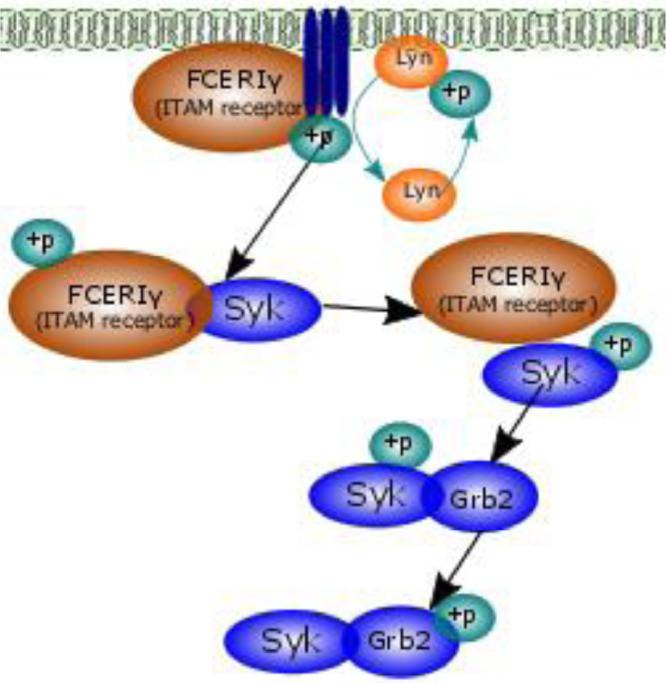 Lyn
FCERIγ
(ITAM receptor)
+p
+p
Lyn
+p
FCERIγ
(ITAM receptor)
Syk
FCERIγ
(ITAM receptor)
+p
Syk
+p
Syk
Grb2
+p
Syk
Grb2